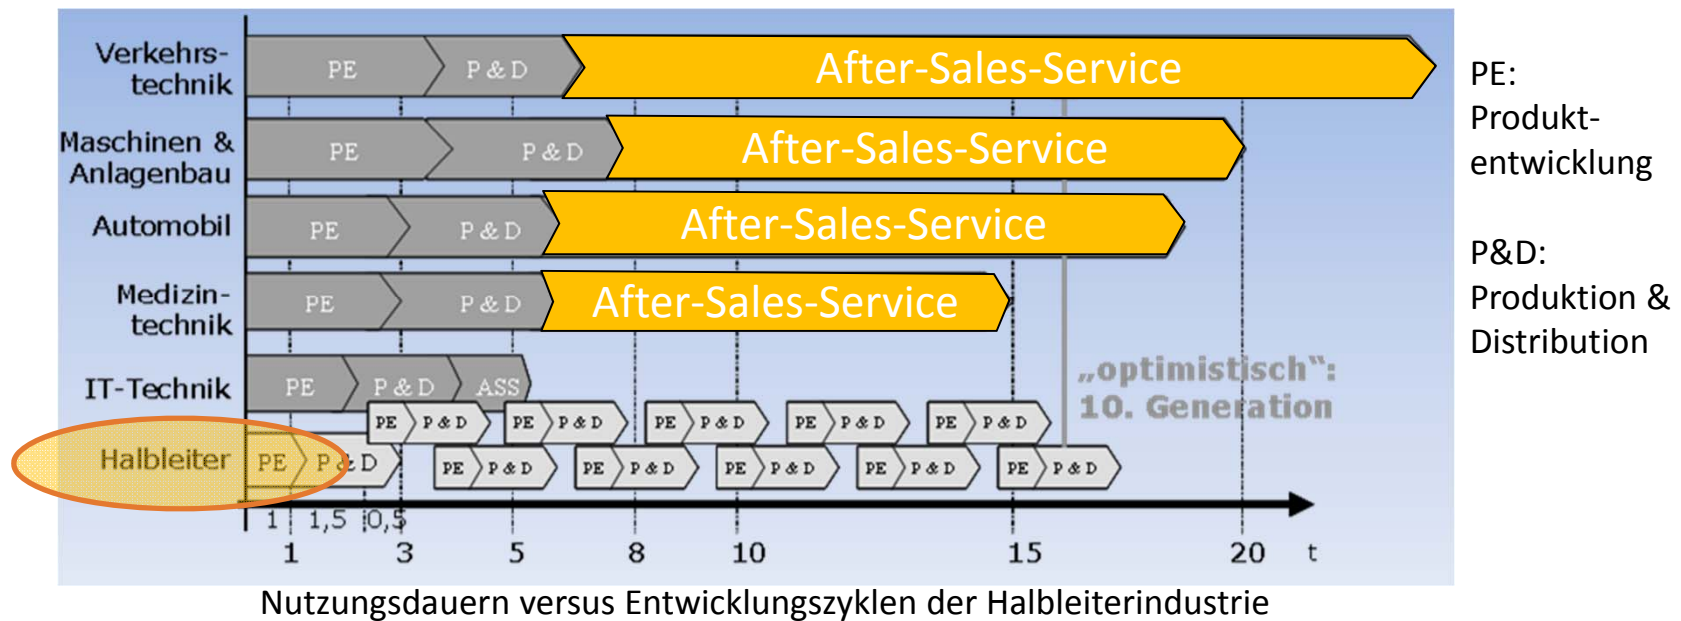 Verkehrs-
technik
PE
P & D
After-Sales-Service
Maschinen &
Anlagenbau
PE
P & D
After-Sales-Service
Automobil
PE
P & D
After-Sales-Service
Medizin-
technik
PE
P & D
After-Sales-Service
IT-Technik
PE
P & D
ASS
„optimistisch“:
10. Generation
PE
P & D
PE
P & D
PE
P & D
PE
P & D
PE
P & D
Halbleiter
PE
P & D
PE
P & D
PE
P & D
PE
P & D
PE
P & D
PE
P & D
1
1,5
0,5
1
3
5
8
10
15
20
t
PE:
Produkt-
entwicklung
P&D:
Produktion &
Distribution
Nutzungsdauern versus Entwicklungszyklen der Halbleiterindustrie